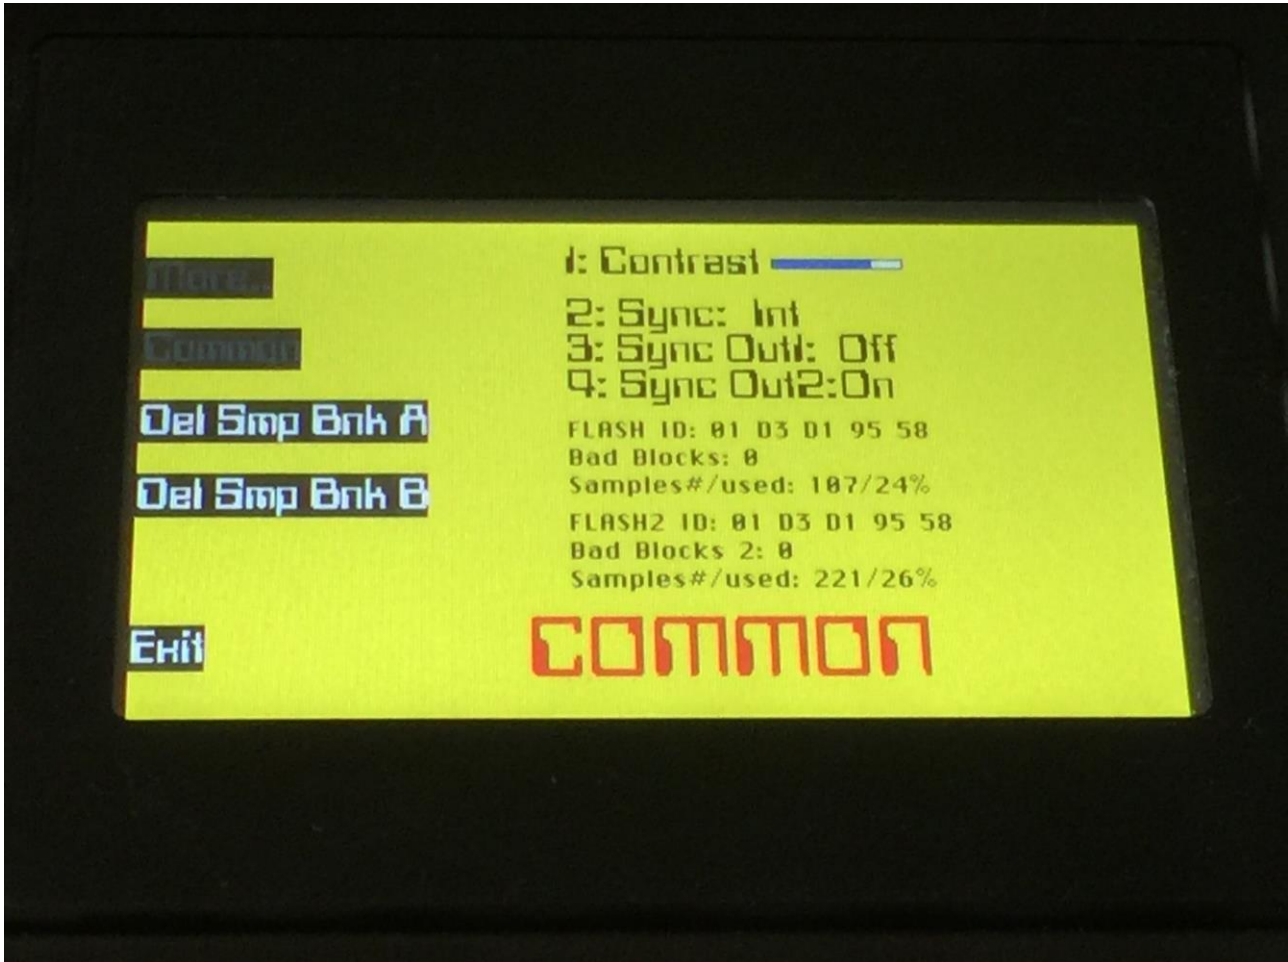 More..
Common
Del Smp Bnk A
Del Smp Bnk B
Exit
1: Contrast
2: Sync: Int
3: Sync Out1: Off
4: Sync Out2:On
FLASH ID: 01 D3 D1 95 58
Bad Blocks: 0
Samples#/used: 107/24%
FLASH2 ID: 01 D3 D1 95 58
Bad Blocks 2: 0
Samples#/used: 221/26%
common